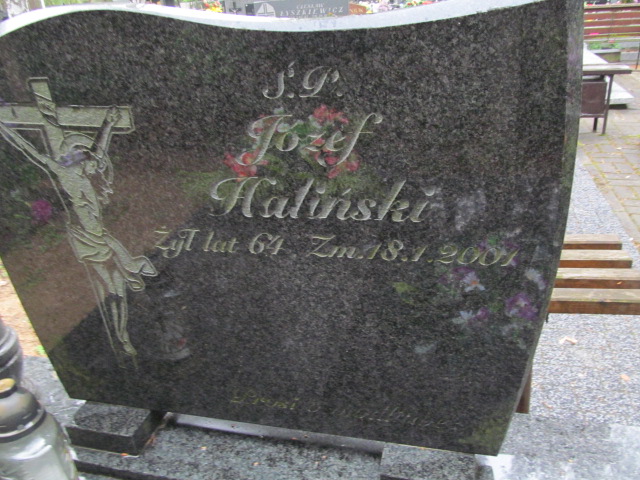 Ś.P.
Józef
Haliński
Żył lat 64 Zm.18.1.2001